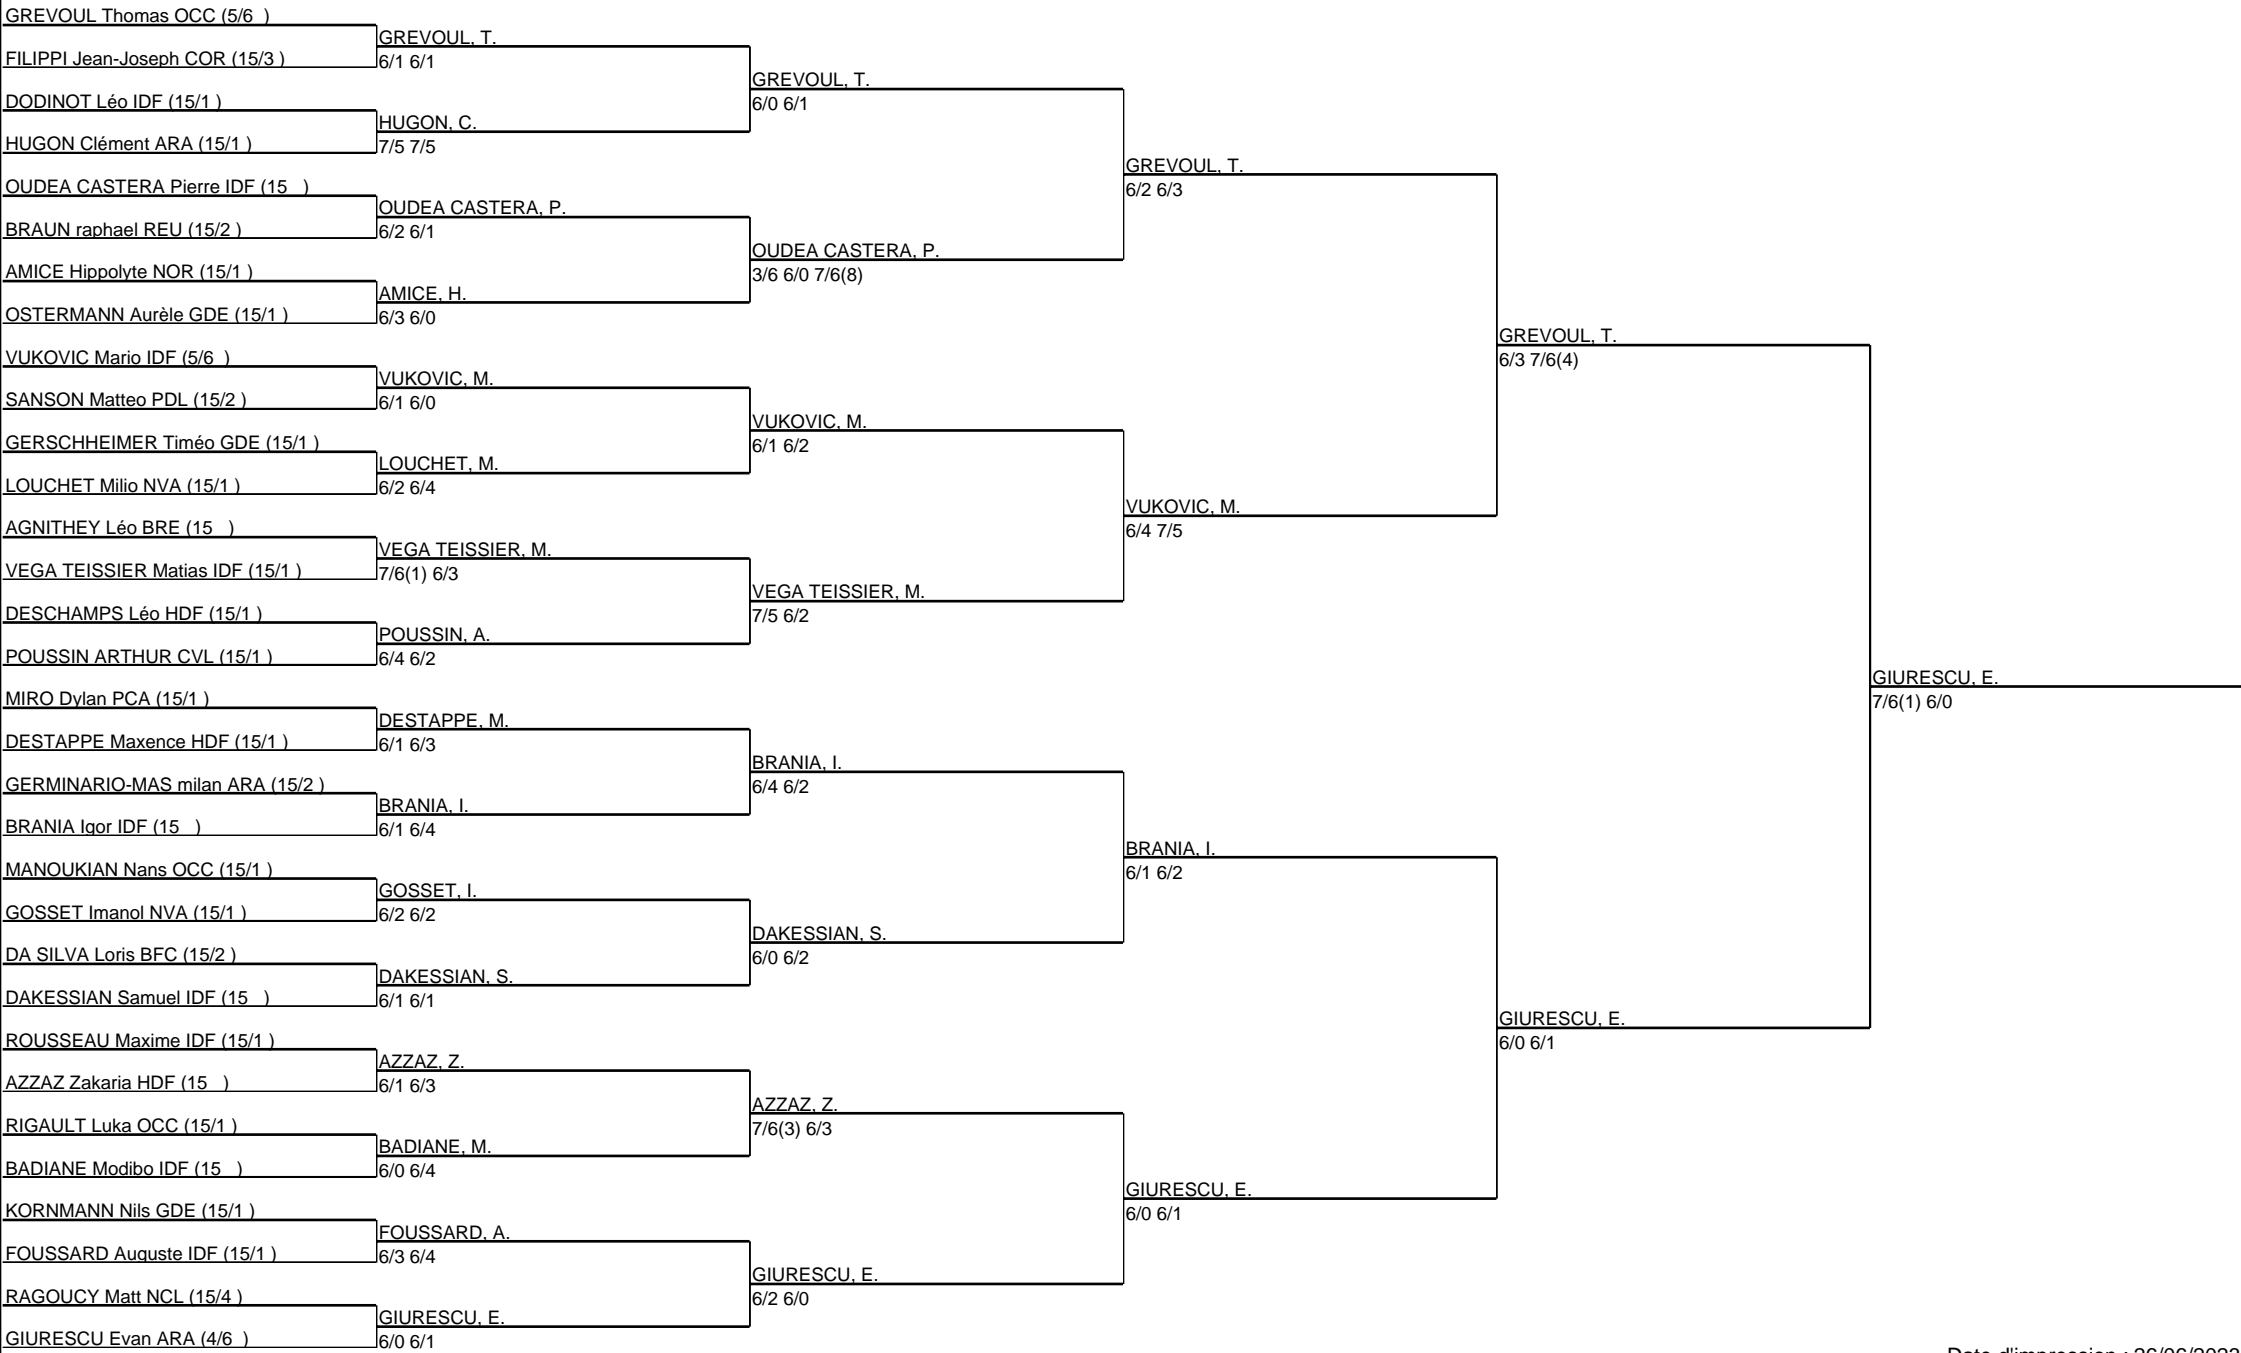 GREVOUL Thomas OCC (5/6 )
FILIPPI Jean-Joseph COR (15/3 )
DODINOT Léo IDF (15/1 )
HUGON Clément ARA (15/1 )
OUDEA CASTERA Pierre IDF (15 )
BRAUN raphael REU (15/2 )
AMICE Hippolyte NOR (15/1 )
OSTERMANN Aurèle GDE (15/1 )
VUKOVIC Mario IDF (5/6 )
SANSON Matteo PDL (15/2 )
GERSCHHEIMER Timéo GDE (15/1 )
LOUCHET Milio NVA (15/1 )
AGNITHEY Léo BRE (15 )
VEGA TEISSIER Matias IDF (15/1 )
DESCHAMPS Léo HDF (15/1 )
POUSSIN ARTHUR CVL (15/1 )
MIRO Dylan PCA (15/1 )
DESTAPPE Maxence HDF (15/1 )
GERMINARIO-MAS milan ARA (15/2 )
BRANIA Igor IDF (15 )
MANOUKIAN Nans OCC (15/1 )
GOSSET Imanol NVA (15/1 )
DA SILVA Loris BFC (15/2 )
DAKESSIAN Samuel IDF (15 )
ROUSSEAU Maxime IDF (15/1 )
AZZAZ Zakaria HDF (15 )
RIGAULT Luka OCC (15/1 )
BADIANE Modibo IDF (15 )
KORNMANN Nils GDE (15/1 )
FOUSSARD Auguste IDF (15/1 )
RAGOUCY Matt NCL (15/4 )
GIURESCU Evan ARA (4/6 )
GREVOUL, T.
6/1 6/1
HUGON, C.
7/5 7/5
OUDEA CASTERA, P.
6/2 6/1
AMICE, H.
6/3 6/0
VUKOVIC, M.
6/1 6/0
LOUCHET, M.
6/2 6/4
VEGA TEISSIER, M.
7/6(1) 6/3
POUSSIN, A.
6/4 6/2
DESTAPPE, M.
6/1 6/3
BRANIA, I.
6/1 6/4
GOSSET, I.
6/2 6/2
DAKESSIAN, S.
6/1 6/1
AZZAZ, Z.
6/1 6/3
BADIANE, M.
6/0 6/4
FOUSSARD, A.
6/3 6/4
GIURESCU, E.
6/0 6/1
GREVOUL, T.
6/0 6/1
OUDEA CASTERA, P.
3/6 6/0 7/6(8)
VUKOVIC, M.
6/1 6/2
VEGA TEISSIER, M.
7/5 6/2
BRANIA, I.
6/4 6/2
DAKESSIAN, S.
6/0 6/2
AZZAZ, Z.
7/6(3) 6/3
GIURESCU, E.
6/2 6/0
GREVOUL, T.
6/2 6/3
VUKOVIC, M.
6/4 7/5
BRANIA, I.
6/1 6/2
GIURESCU, E.
6/0 6/1
GREVOUL, T.
6/3 7/6(4)
GIURESCU, E.
6/0 6/1
GIURESCU, E.
7/6(1) 6/0
Date d'impression : 26/06/2023